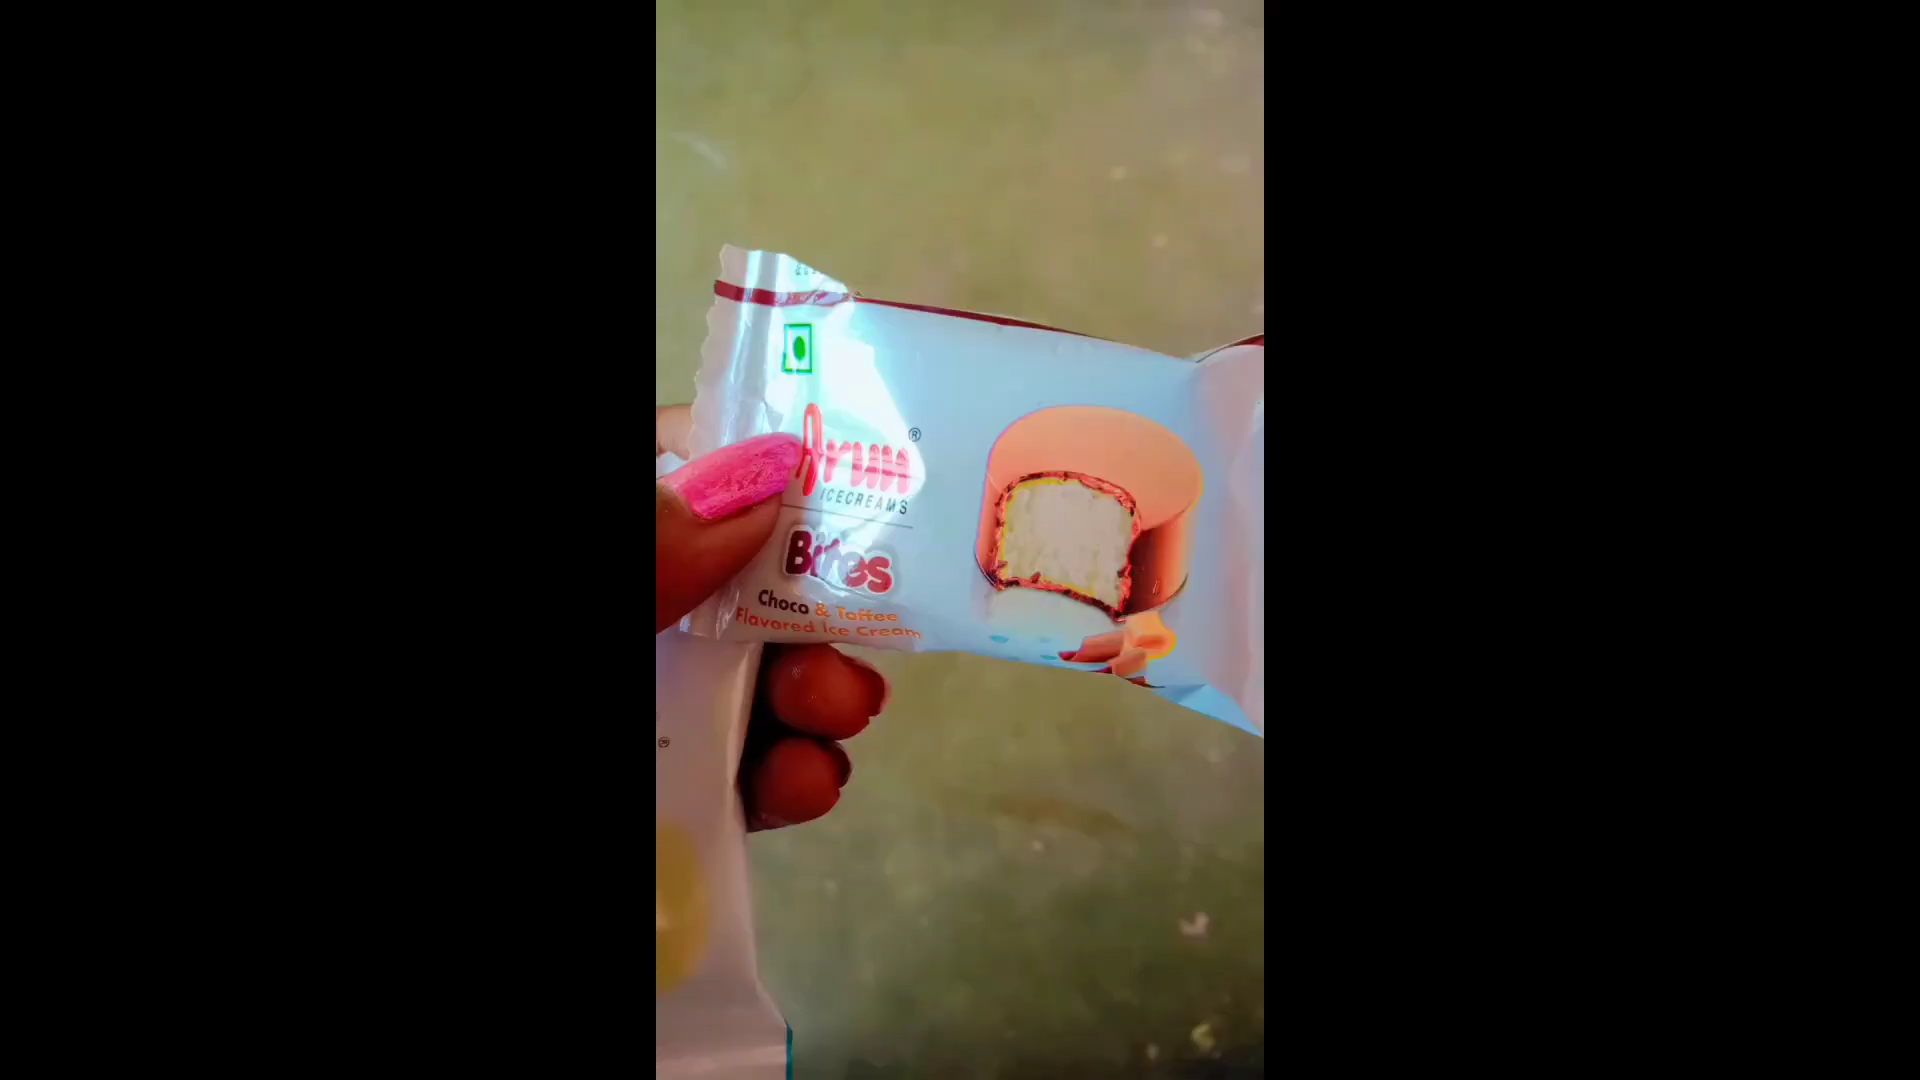 Arun®
ICECREAMS
Bites
Choco & Toffee
Flavored Ice Cream
®